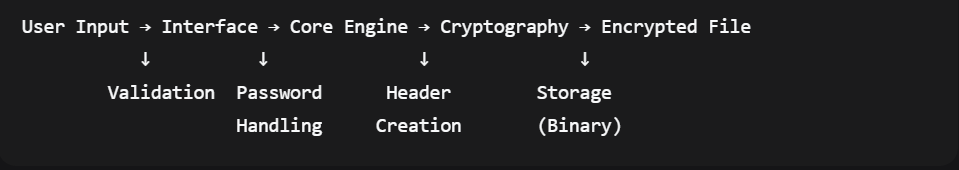 User Input → Interface → Core Engine → Cryptography → Encrypted File
↓ ↓ ↓ ↓
Validation Password Header Storage
Handling Creation (Binary)